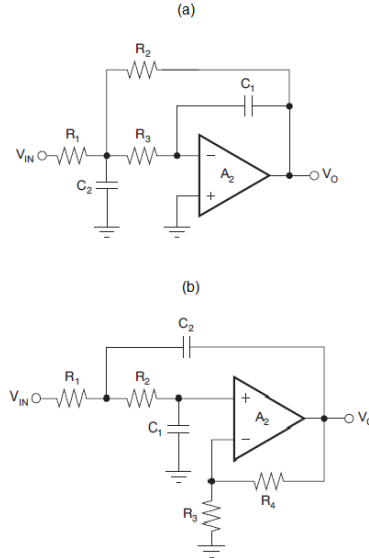 (a)
R2
C1
R1
R3
VIN
−
A2
VO
C2
+
(b)
C2
R1
R2
VIN
+
A2
VO
C1
−
R4
R3